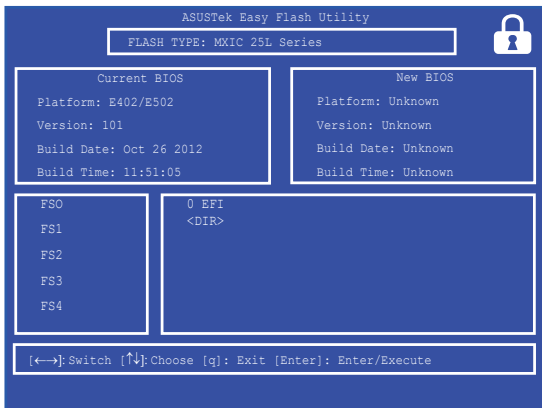 ASUSTek Easy Flash Utility
FLASH TYPE: MXIC 25L Series
Current BIOS
Platform: E402/E502
Version: 101
Build Date: Oct 26 2012
Build Time: 11:51:05
New BIOS
Platform: Unknown
Version: Unknown
Build Date: Unknown
Build Time: Unknown
FSO
FS1
FS2
FS3
FS4
0 EFI
<DIR>
[←→]: Switch [↑↓]: Choose [q]: Exit [Enter]: Enter/Execute